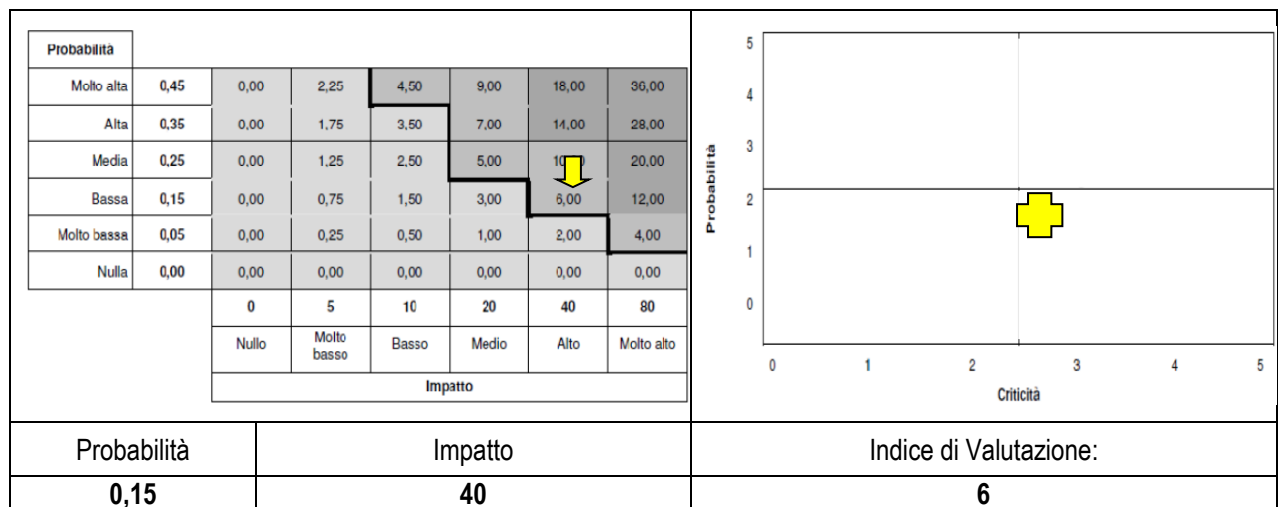 Probabilità
Molto alta 0,45 0,00 2,25 4,50 9,00 18,00 36,00
Alta 0,35 0,00 1,75 3,50 7,00 14,00 28,00
Media 0,25 0,00 1,25 2,50 5,00 20,00
Bassa 0,15 0,00 0,75 1,50 3,00 6,00 12,00
Molto bassa 0,05 0,00 0,25 0,50 1,00 2,00 4,00
Nulla 0,00 0,00 0,00 0,00 0,00 0,00 0,00
0 5 10 20 40 80
Nullo Molto basso Basso Medio Alto Molto alto
Impatto
5
4
3
2
1
0
Probabilità
0 1 2 3 4 5
Criticità
Probabilità Impatto Indice di Valutazione:
0,15 40 6